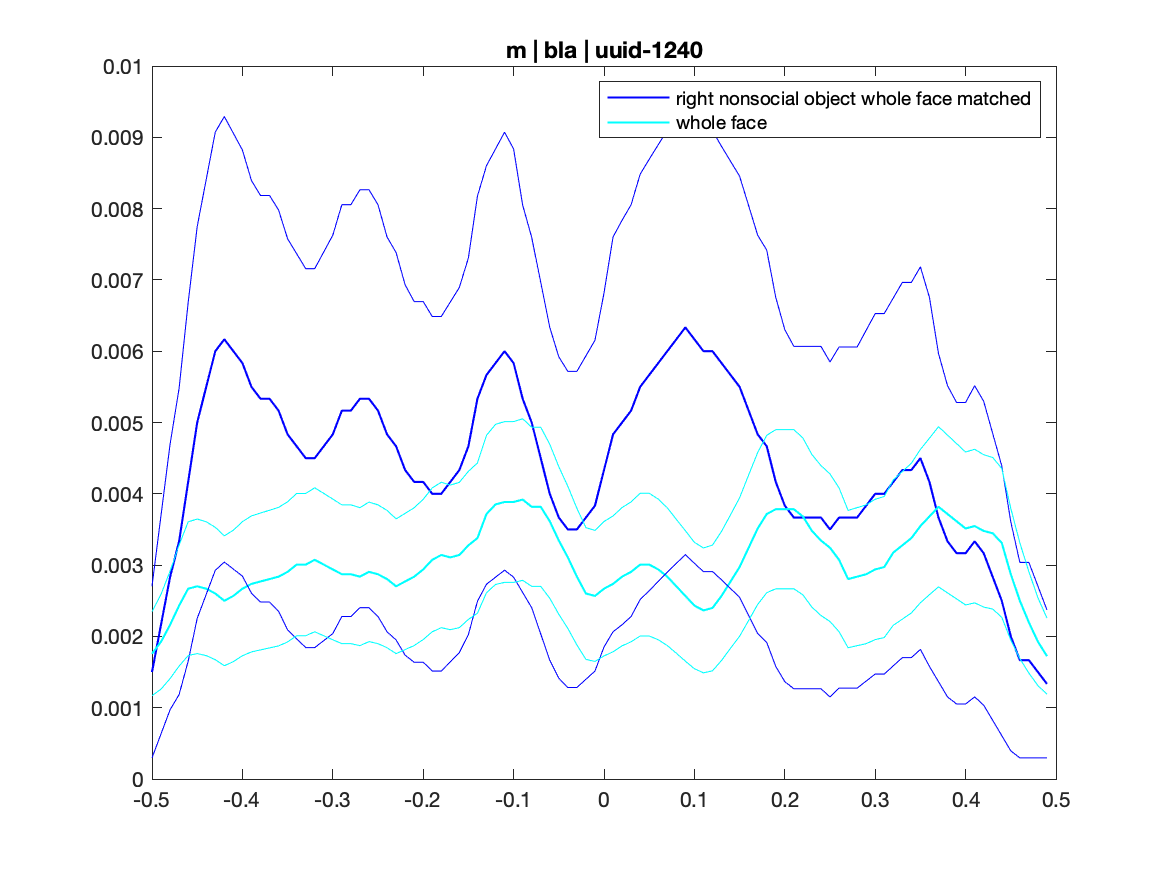 m | bla | uuid-1240
right nonsocial object whole face matched
whole face
0.01
0.009
0.008
0.007
0.006
0.005
0.004
0.003
0.002
0.001
0
-0.5 -0.4 -0.3 -0.2 -0.1 0 0.1 0.2 0.3 0.4 0.5